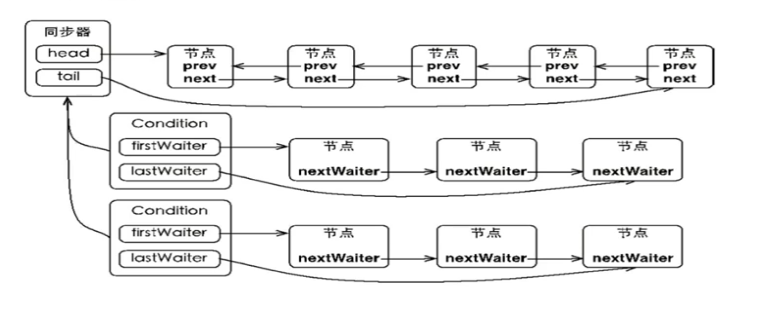 同步器
head
tail
节点 节点 节点 节点 节点
prev prev prev prev prev
next next next next next
Condition
firstWaiter
lastWaiter
节点 节点 节点
nextWaiter nextWaiter nextWaiter
Condition
firstWaiter
lastWaiter
节点 节点 节点
nextWaiter nextWaiter nextWaiter